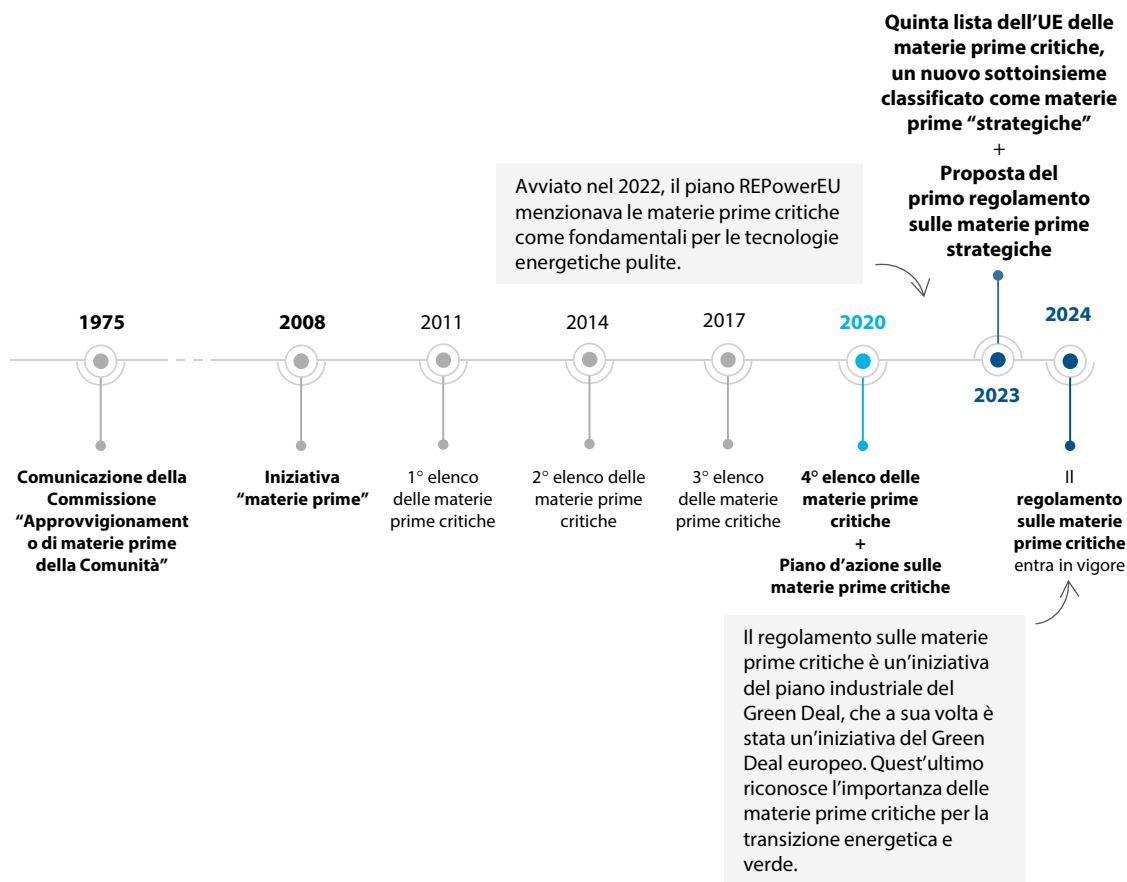 Quinta lista dell'UE delle
materie prime critiche,
un nuovo sottoinsieme
classificato come materie
prime “strategiche”
+
Proposta del
primo regolamento
sulle materie prime
strategiche
Avviato nel 2022, il piano REPowerEU
menzionava le materie prime critiche
come fondamentali per le tecnologie
energetiche pulite.
1975
2008
2011
2014
2017
2020
2023
2024
Comunicazione della
Commissione
“Approvvigionament
o di materie prime
della Comunità”
Iniziativa
“materie prime”
1° elenco
delle materie
prime critiche
2° elenco delle
materie prime
critiche
3° elenco
delle materie
prime critiche
4° elenco delle
materie prime
critiche
+
Piano d'azione sulle
materie prime critiche
Il
regolamento
sulle materie
prime critiche
entra in vigore
Il regolamento sulle materie
prime critiche è un'iniziativa
del piano industriale del
Green Deal, che a sua volta è
stata un'iniziativa del Green
Deal europeo. Quest'ultimo
riconosce l'importanza delle
materie prime critiche per la
transizione energetica e
verde.